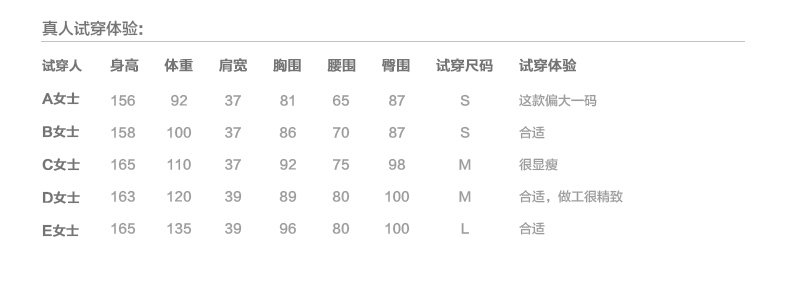 真人试穿体验:
试穿人 身高 体重 肩宽 胸围 腰围 臀围 试穿尺码 试穿体验
A女士 156 92 37 81 65 87 S 这款偏大一码
B女士 158 100 37 86 70 87 S 合适
C女士 165 110 37 92 75 98 M 很显瘦
D女士 163 120 39 89 80 100 M 合适，做工很精致
E女士 165 135 39 96 80 100 L 合适